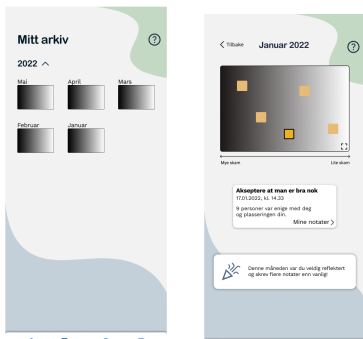 Mitt arkiv
?
2022
Mai
April
Mars
Februar
Januar
Tilbake
Januar 2022
?
Mye skam
Lite skam
Akseptere at man er bra nok
17.01.2022, kl. 14.33
9 personer var enige med deg
og plasseringen din.
Mine notater
Denne måneden var du veldig reflektert
og skrev flere notater enn vanlig!